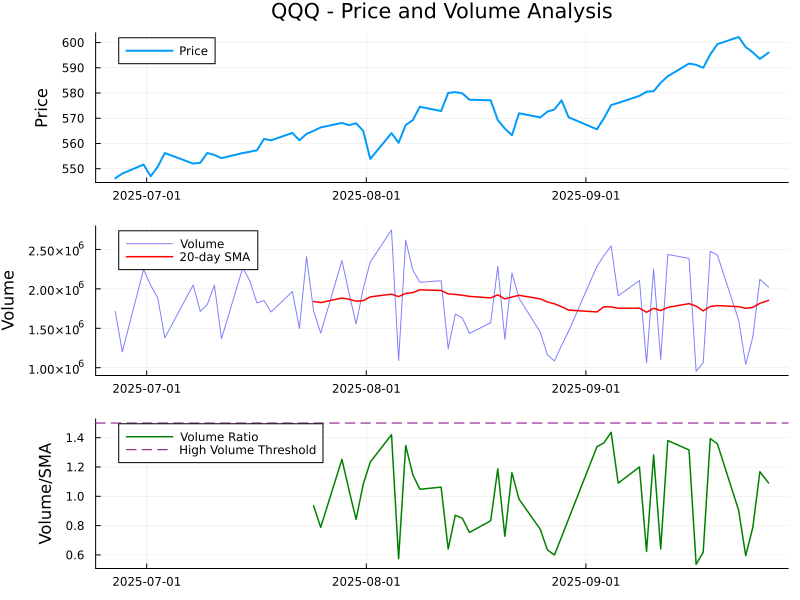 QQQ - Price and Volume Analysis
Price
600
590
580
570
560
550
Price
2025-07-01
2025-08-01
2025-09-01
Volume
2.50×10⁶
2.00×10⁶
1.50×10⁶
1.00×10⁶
Volume
20-day SMA
2025-07-01
2025-08-01
2025-09-01
Volume/SMA
1.4
1.2
1.0
0.8
0.6
Volume Ratio
High Volume Threshold
2025-07-01
2025-08-01
2025-09-01